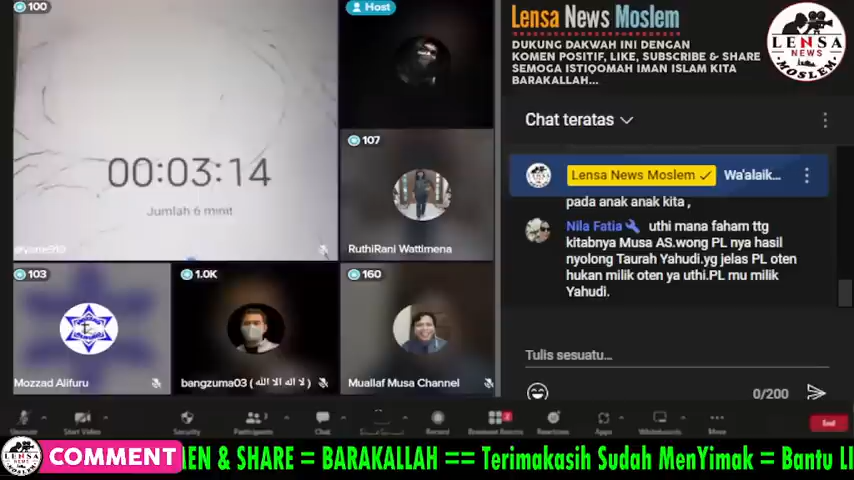 100
00:03:14
Jumlah 6 menit
Host
107
RuthiRani Wattimena
103
Mozzad Alifuru
1.0K
bangzuma03 ( لا اله الا الله )
160
Muallaf Musa Channel
Lensa News Moslem
DUKUNG DAKWAH INI DENGAN
KOMEN POSITIF, LIKE, SUBSCRIBE & SHARE
SEMOGA ISTIQOMAH IMAN ISLAM KITA
BARAKALLAH...
LENSA
NEWS
MOSLEM
Chat teratas
Lensa News Moslem Wa'alaik...
pada anak anak kita ,
Nila Fatia uthi mana faham ttg
kitabnya Musa AS.wong PL nya hasil
nyolong Taurah Yahudi.yg jelas PL oten
hukan milik oten ya uthi.PL mu milik
Yahudi.
Tulis sesuatu...
0/200
Start Video
Security
Participants
Chat
Record
Breakout Rooms
Reactions
Apps
Whiteboards
More
End
COMMENT
EN & SHARE = BARAKALLAH == Terimakasih Sudah MenYimak = Bantu LI